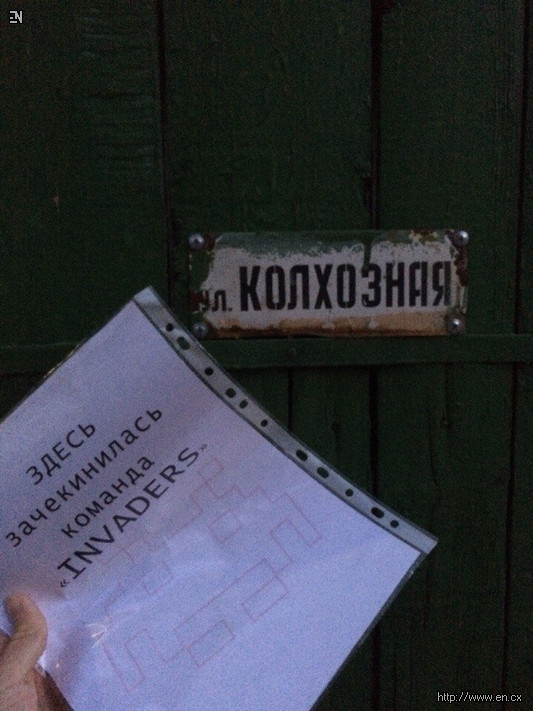 EN
ул. КОЛХОЗНАЯ
ЗДЕСЬ
зачекинилась
команда
«INVADERS»
http://www.en.cx